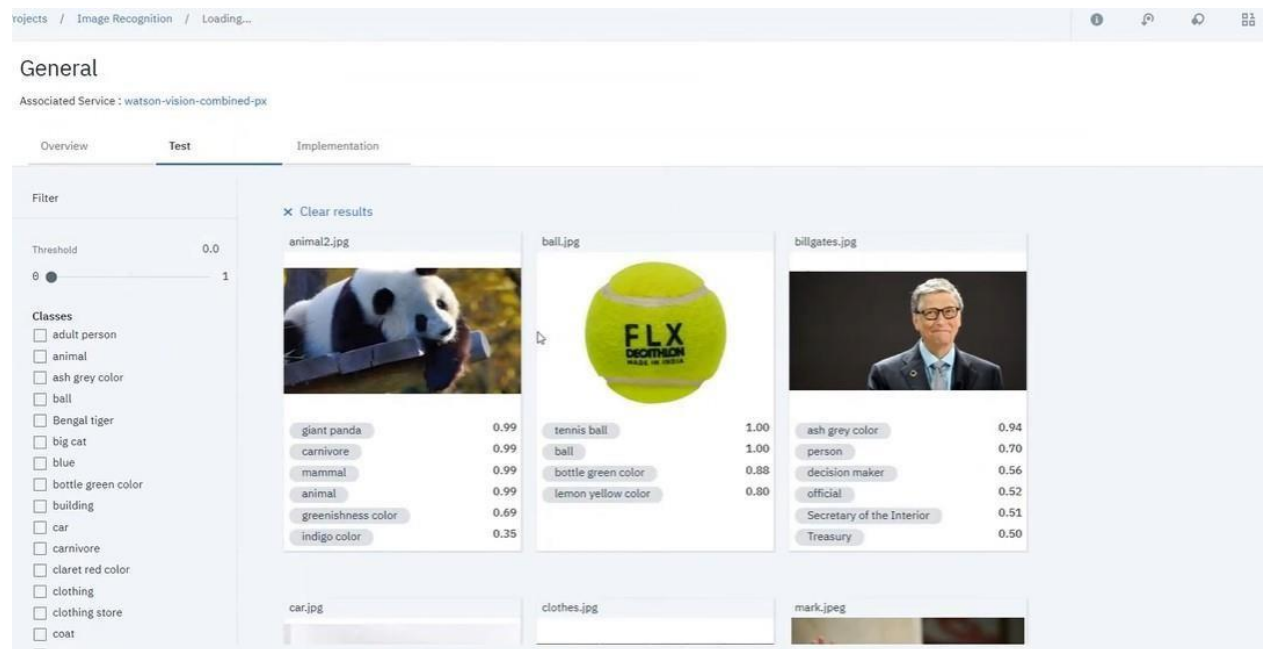 rojects / Image Recognition / Loading...
General
Associated Service : watson-vision-combined-px
Overview Test Implementation
Filter
Threshold 0.0
0 1
Classes
adult person
animal
ash grey color
ball
Bengal tiger
big cat
blue
bottle green color
building
car
carnivore
claret red color
clothing
clothing store
coat
× Clear results
animal2.jpg
giant panda 0.99
carnivore 0.99
mammal 0.99
animal 0.99
greenishness color 0.69
indigo color 0.35
ball.jpg
FLX
DECATHLON
MADE IN INDIA
tennis ball 1.00
ball 1.00
bottle green color 0.88
lemon yellow color 0.80
billgates.jpg
ash grey color 0.94
person 0.70
decision maker 0.56
official 0.52
Secretary of the Interior 0.51
Treasury 0.50
car.jpg
clothes.jpg
mark.jpeg